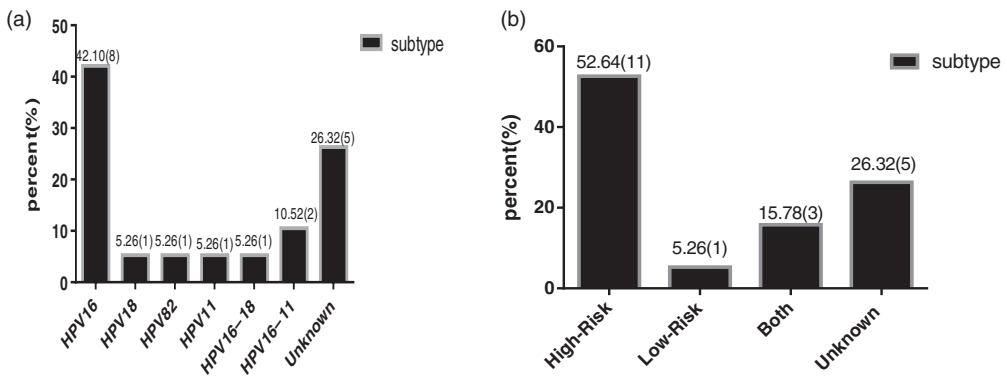 (a)
50
40
30
20
10
0
percent(%)
42.10(8)
5.26(1)
5.26(1)
5.26(1)
5.26(1)
10.52(2)
26.32(5)
subtype
HPV16
HPV18
HPV82
HPV11
HPV16–18
HPV16–11
Unknown
(b)
60
40
20
0
percent(%)
52.64(11)
5.26(1)
15.78(3)
26.32(5)
subtype
High-Risk
Low-Risk
Both
Unknown